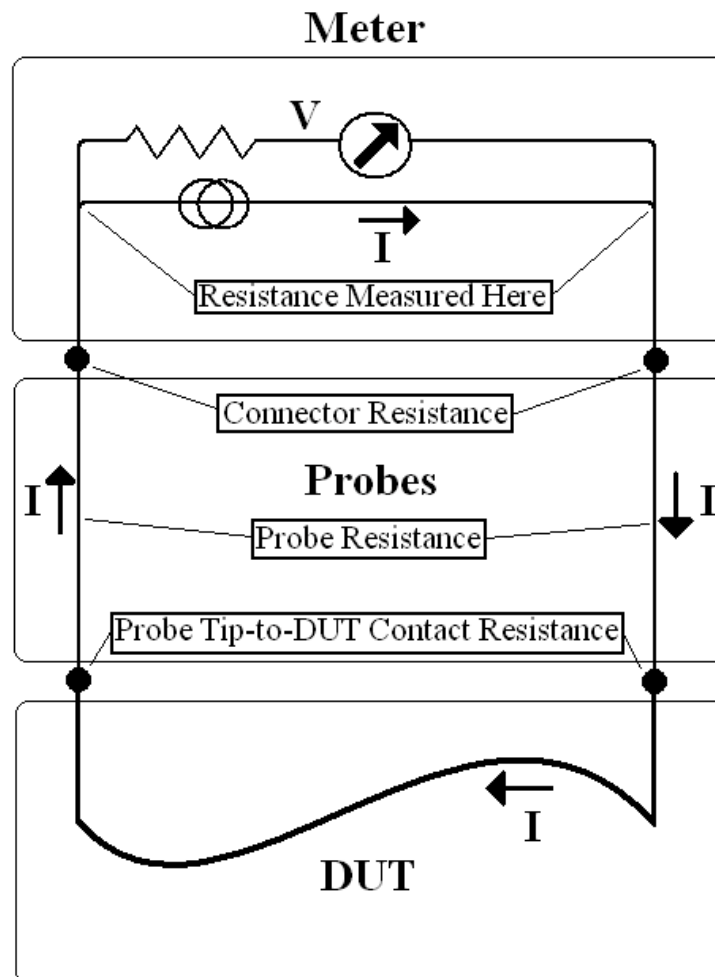 Meter
V
I
Resistance Measured Here
Connector Resistance
I
Probes
I
Probe Resistance
Probe Tip-to-DUT Contact Resistance
I
DUT